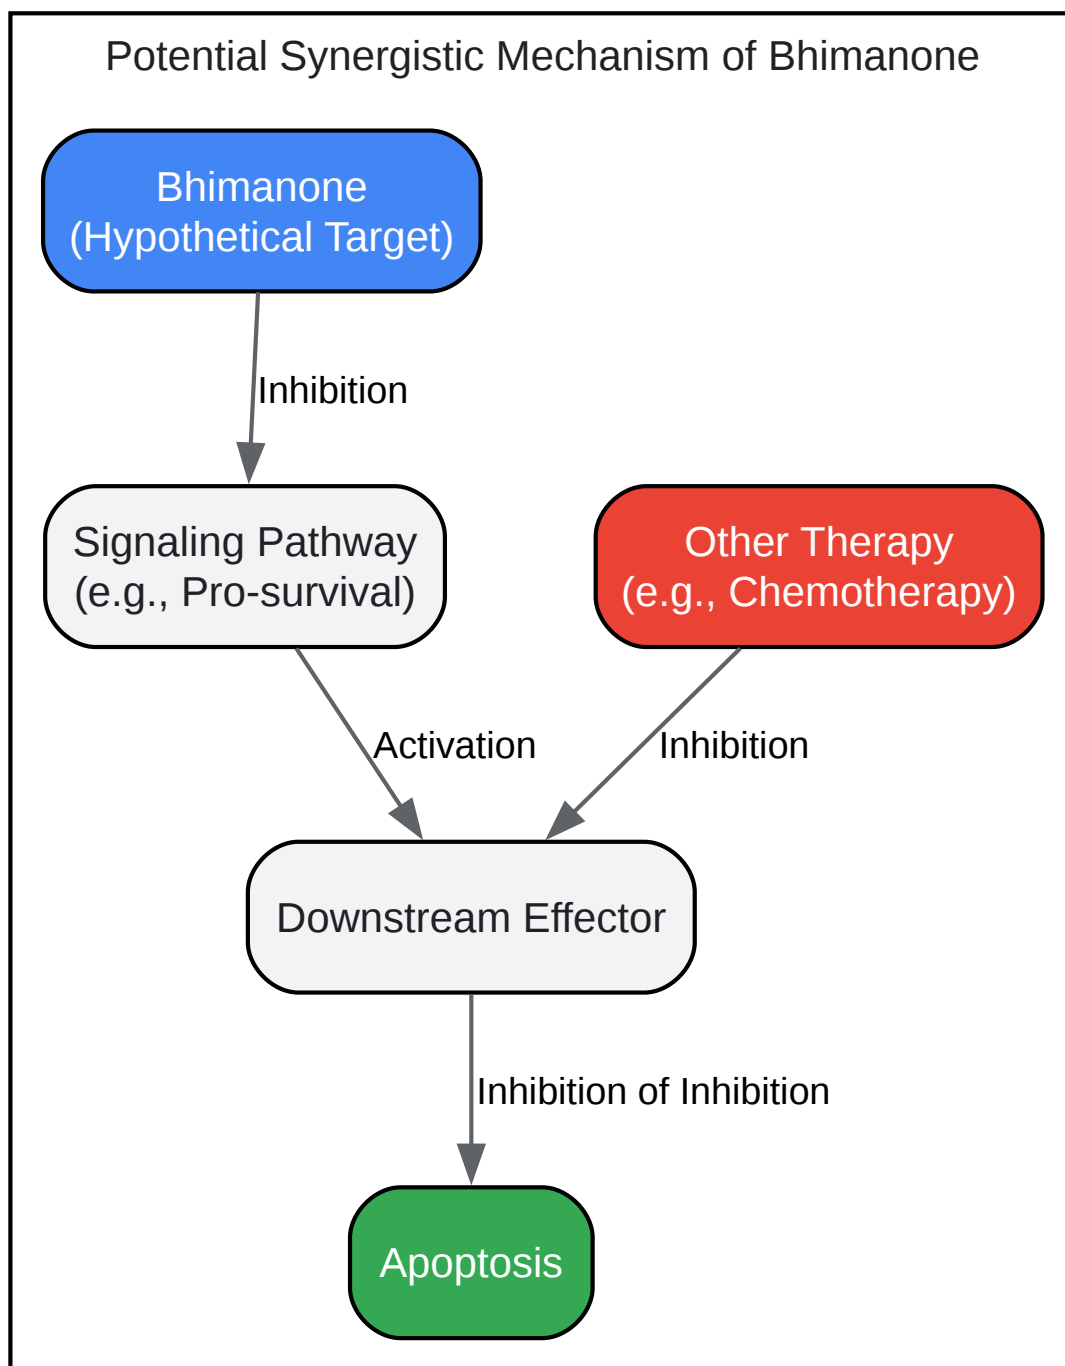 Potential Synergistic Mechanism of Bhimanone
Bhimanone
(Hypothetical Target)
Inhibition
Signaling Pathway
(e.g., Pro-survival)
Other Therapy
(e.g., Chemotherapy)
Activation
Inhibition
Downstream Effector
Inhibition of Inhibition
Apoptosis